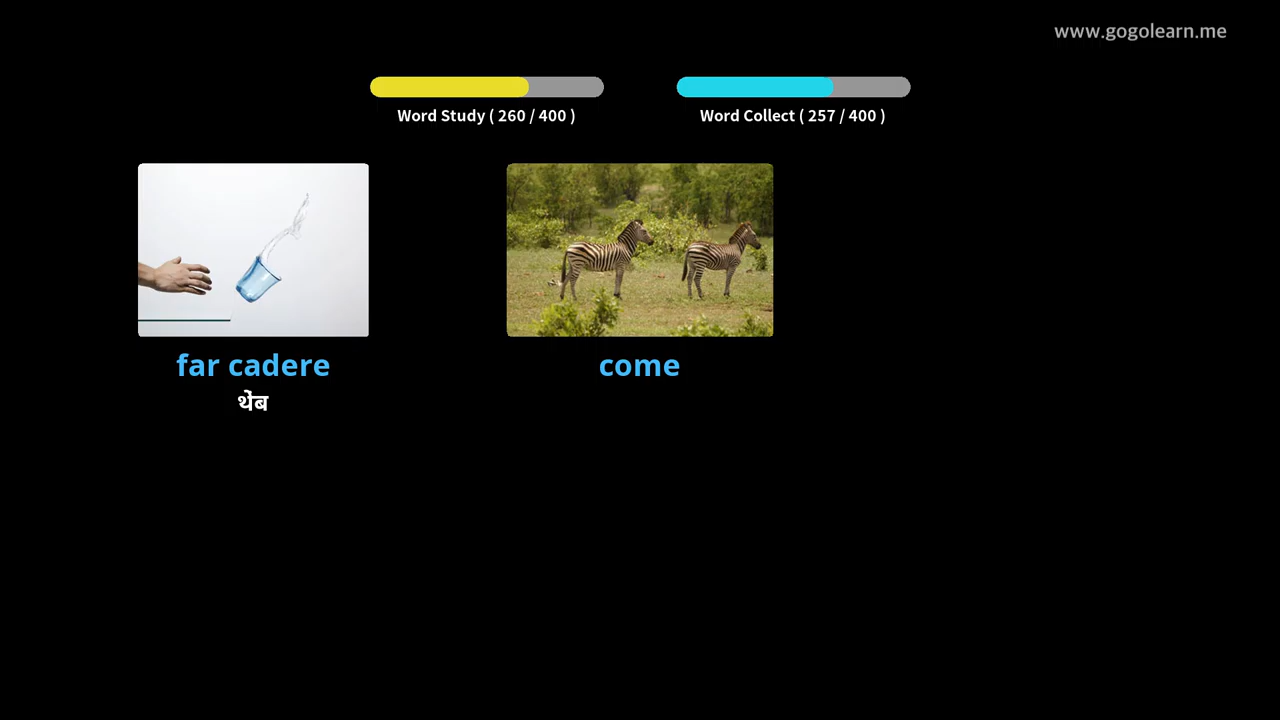 www.gogolearn.me
Word Study ( 260 / 400 )
Word Collect ( 257 / 400 )
far cadere
थेंब
come